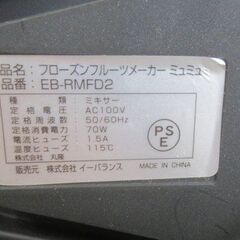 品名：フローズンフルーツメーカー ミュミュミ
品番：EB-RMFD2
種類：ミキサー
定格電圧：AC100V
定格周波数：50/60Hz
定格消費電力：70W
電流ヒューズ：1.5A
温度ヒューズ：115℃
株式会社 丸隆
販売元 株式会社 イーバランス
PSE
MADE IN CHINA